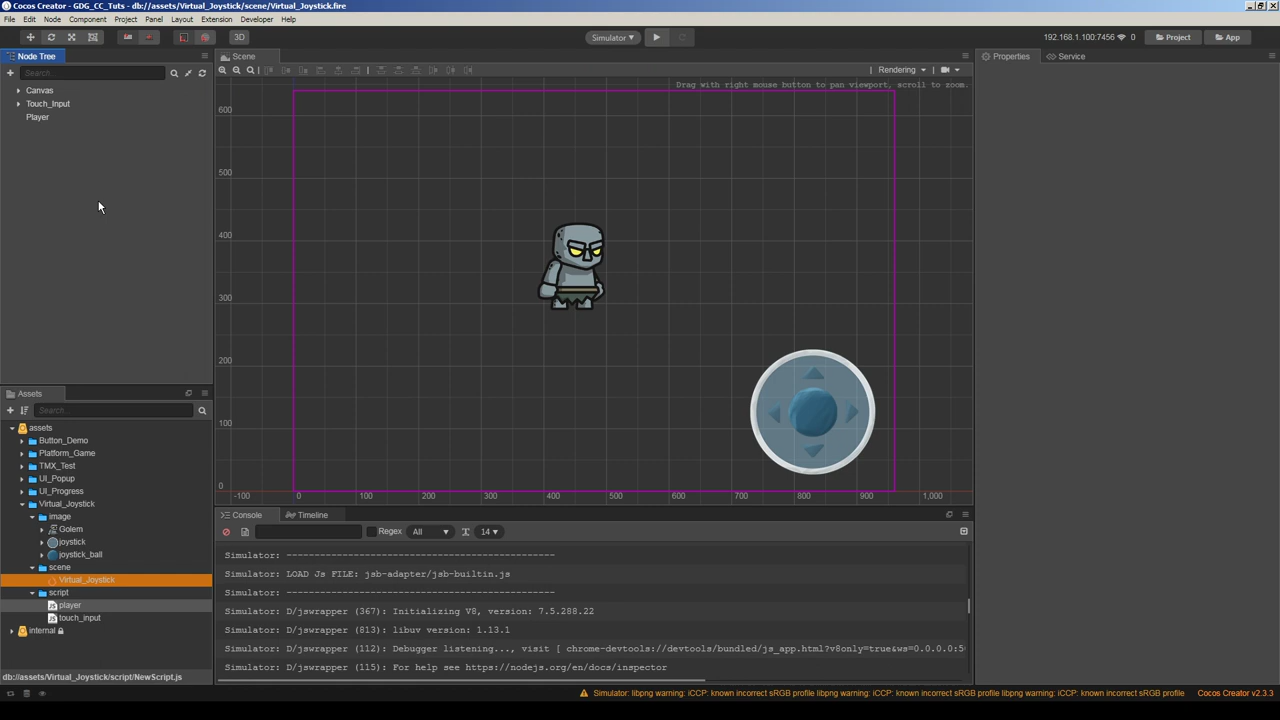 Cocos Creator - GDG_CC_Tuts - db://assets/Virtual_Joystick/scene/Virtual_Joystick.fire
File Edit Node Component Project Panel Layout Extension Developer Help
3D Simulator 192.168.1.100:7456 0 Project App
Node Tree Scene Properties Service
Search... Rendering
Drag with right mouse button to pan viewport, scroll to zoom.
Canvas
Touch_Input
Player
600
500
400
300
200
100
0
-100 0 100 200 300 400 500 600 700 800 900 1,000
Assets
Search...
assets
Button_Demo
Platform_Game
TMX_Test
UI_Popup
UI_Progress
Virtual_Joystick
image
Golem
joystick
joystick_ball
scene
Virtual_Joystick
script
player
touch_input
internal
db://assets/Virtual_Joystick/script/NewScript.js
Console Timeline
Regex All 14
Simulator: ---------------------------------------------------
Simulator: LOAD Js FILE: jsb-adapter/jsb-builtin.js
Simulator: ---------------------------------------------------
Simulator: D/jswrapper (367): Initializing V8, version: 7.5.288.22
Simulator: D/jswrapper (813): libuv version: 1.13.1
Simulator: D/jswrapper (112): Debugger listening..., visit [ chrome-devtools://devtools/bundled/js_app.html?v8only=true&ws=0.0.0.0:5
Simulator: D/jswrapper (115): For help see https://nodejs.org/en/docs/inspector
Simulator: libpng warning: iCCP: known incorrect sRGB profile libpng warning: iCCP: known incorrect sRGB profile libpng warning: iCCP: known incorrect sRGB profile Cocos Creator v2.3.3